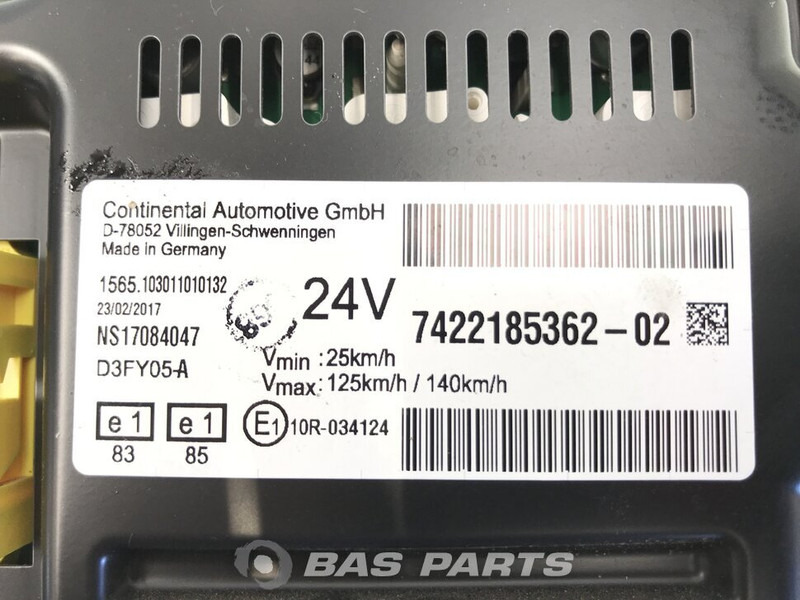 Continental Automotive GmbH
D-78052 Villingen-Schwenningen
Made in Germany
1565.103011010132
23/02/2017
24V
NS17084047
7422185362-02
D3FY05-A
Vmin :25km/h
Vmax:125km/h / 140km/h
e 1
e 1
E1
10R-034124
83
85
BAS PARTS